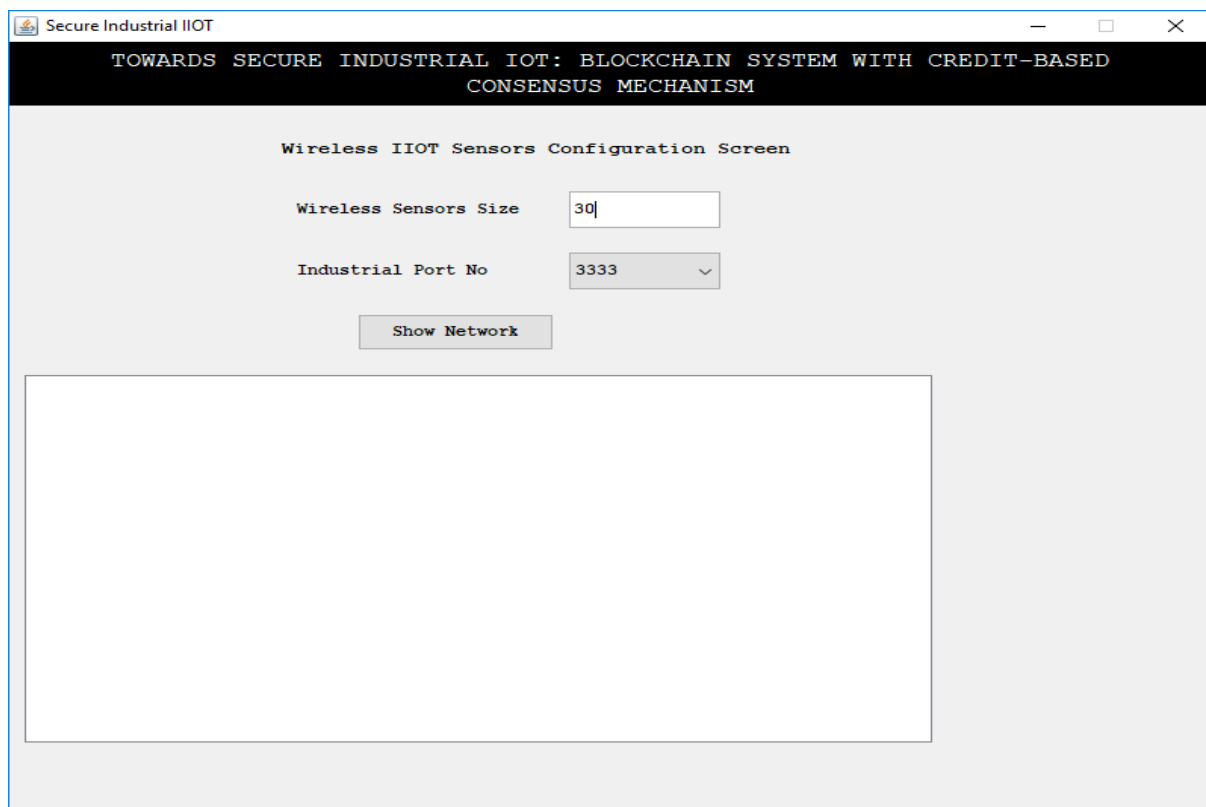 Secure Industrial IIOT
TOWARDS SECURE INDUSTRIAL IOT: BLOCKCHAIN SYSTEM WITH CREDIT-BASED
CONSENSUS MECHANISM
Wireless IIOT Sensors Configuration Screen
Wireless Sensors Size 30
Industrial Port No 3333
Show Network